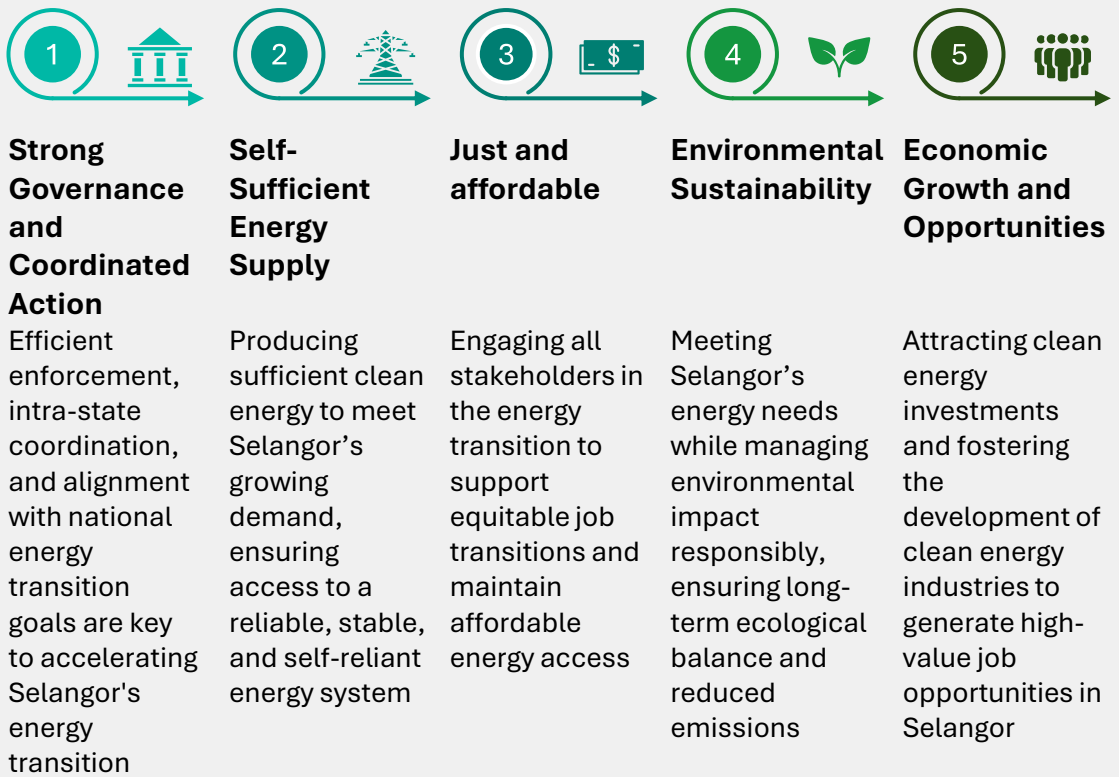 1
2
3
$
4
5
Strong
Governance
and
Coordinated
Action
Efficient
enforcement,
intra-state
coordination,
and alignment
with national
energy
transition
goals are key
to accelerating
Selangor's
energy
transition
Self-
Sufficient
Energy
Supply
Producing
sufficient clean
energy to meet
Selangor’s
growing
demand,
ensuring
access to a
reliable, stable,
and self-reliant
energy system
Just and
affordable
Engaging all
stakeholders in
the energy
transition to
support
equitable job
transitions and
maintain
affordable
energy access
Environmental
Sustainability
Meeting
Selangor’s
energy needs
while managing
environmental
impact
responsibly,
ensuring long-
term ecological
balance and
reduced
emissions
Economic
Growth and
Opportunities
Attracting clean
energy
investments
and fostering
the
development of
clean energy
industries to
generate high-
value job
opportunities in
Selangor